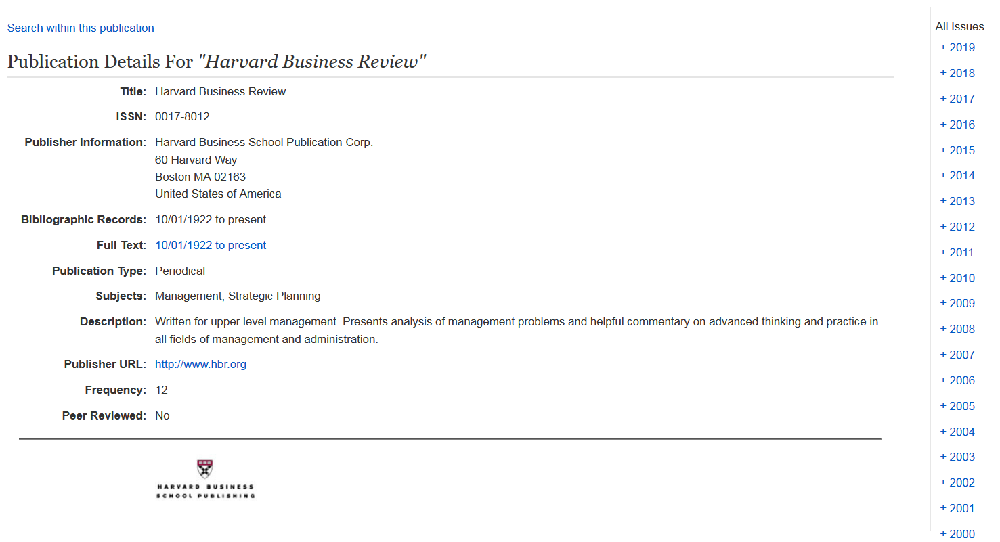 Search within this publication
Publication Details For "Harvard Business Review"
Title: Harvard Business Review
ISSN: 0017-8012
Publisher Information: Harvard Business School Publication Corp.
60 Harvard Way
Boston MA 02163
United States of America
Bibliographic Records: 10/01/1922 to present
Full Text: 10/01/1922 to present
Publication Type: Periodical
Subjects: Management; Strategic Planning
Description: Written for upper level management. Presents analysis of management problems and helpful commentary on advanced thinking and practice in
all fields of management and administration.
Publisher URL: http://www.hbr.org
Frequency: 12
Peer Reviewed: No
HARVARD BUSINESS
SCHOOL PUBLISHING
All Issues
+ 2019
+ 2018
+ 2017
+ 2016
+ 2015
+ 2014
+ 2013
+ 2012
+ 2011
+ 2010
+ 2009
+ 2008
+ 2007
+ 2006
+ 2005
+ 2004
+ 2003
+ 2002
+ 2001
+ 2000